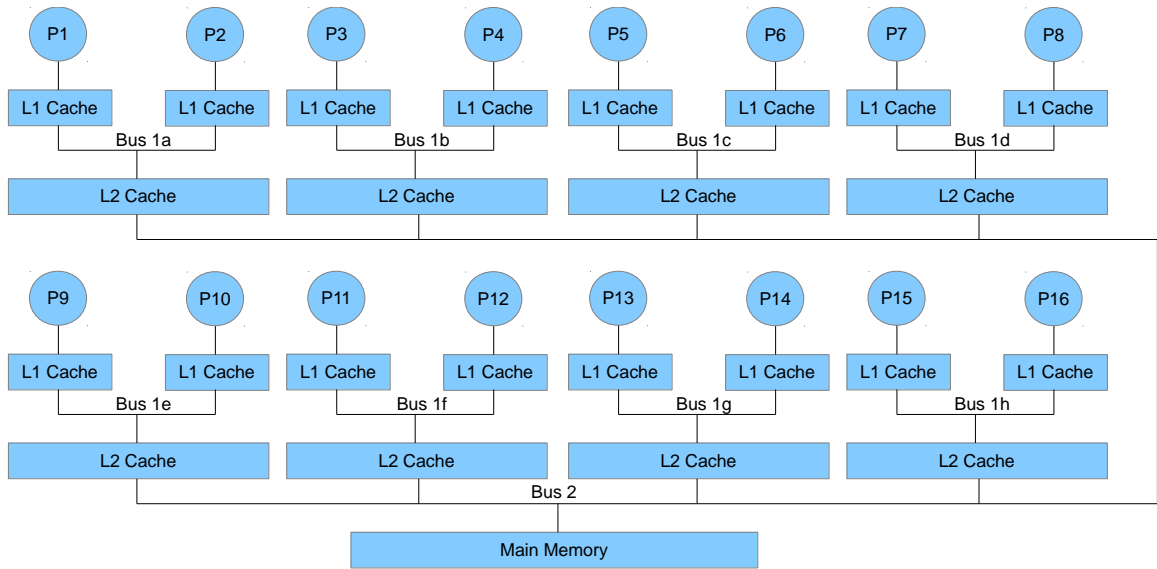 P1 P2 P3 P4 P5 P6 P7 P8
L1 Cache L1 Cache L1 Cache L1 Cache L1 Cache L1 Cache L1 Cache L1 Cache
Bus 1a Bus 1b Bus 1c Bus 1d
L2 Cache L2 Cache L2 Cache L2 Cache
P9 P10 P11 P12 P13 P14 P15 P16
L1 Cache L1 Cache L1 Cache L1 Cache L1 Cache L1 Cache L1 Cache L1 Cache
Bus 1e Bus 1f Bus 1g Bus 1h
L2 Cache L2 Cache L2 Cache L2 Cache
Bus 2
Main Memory